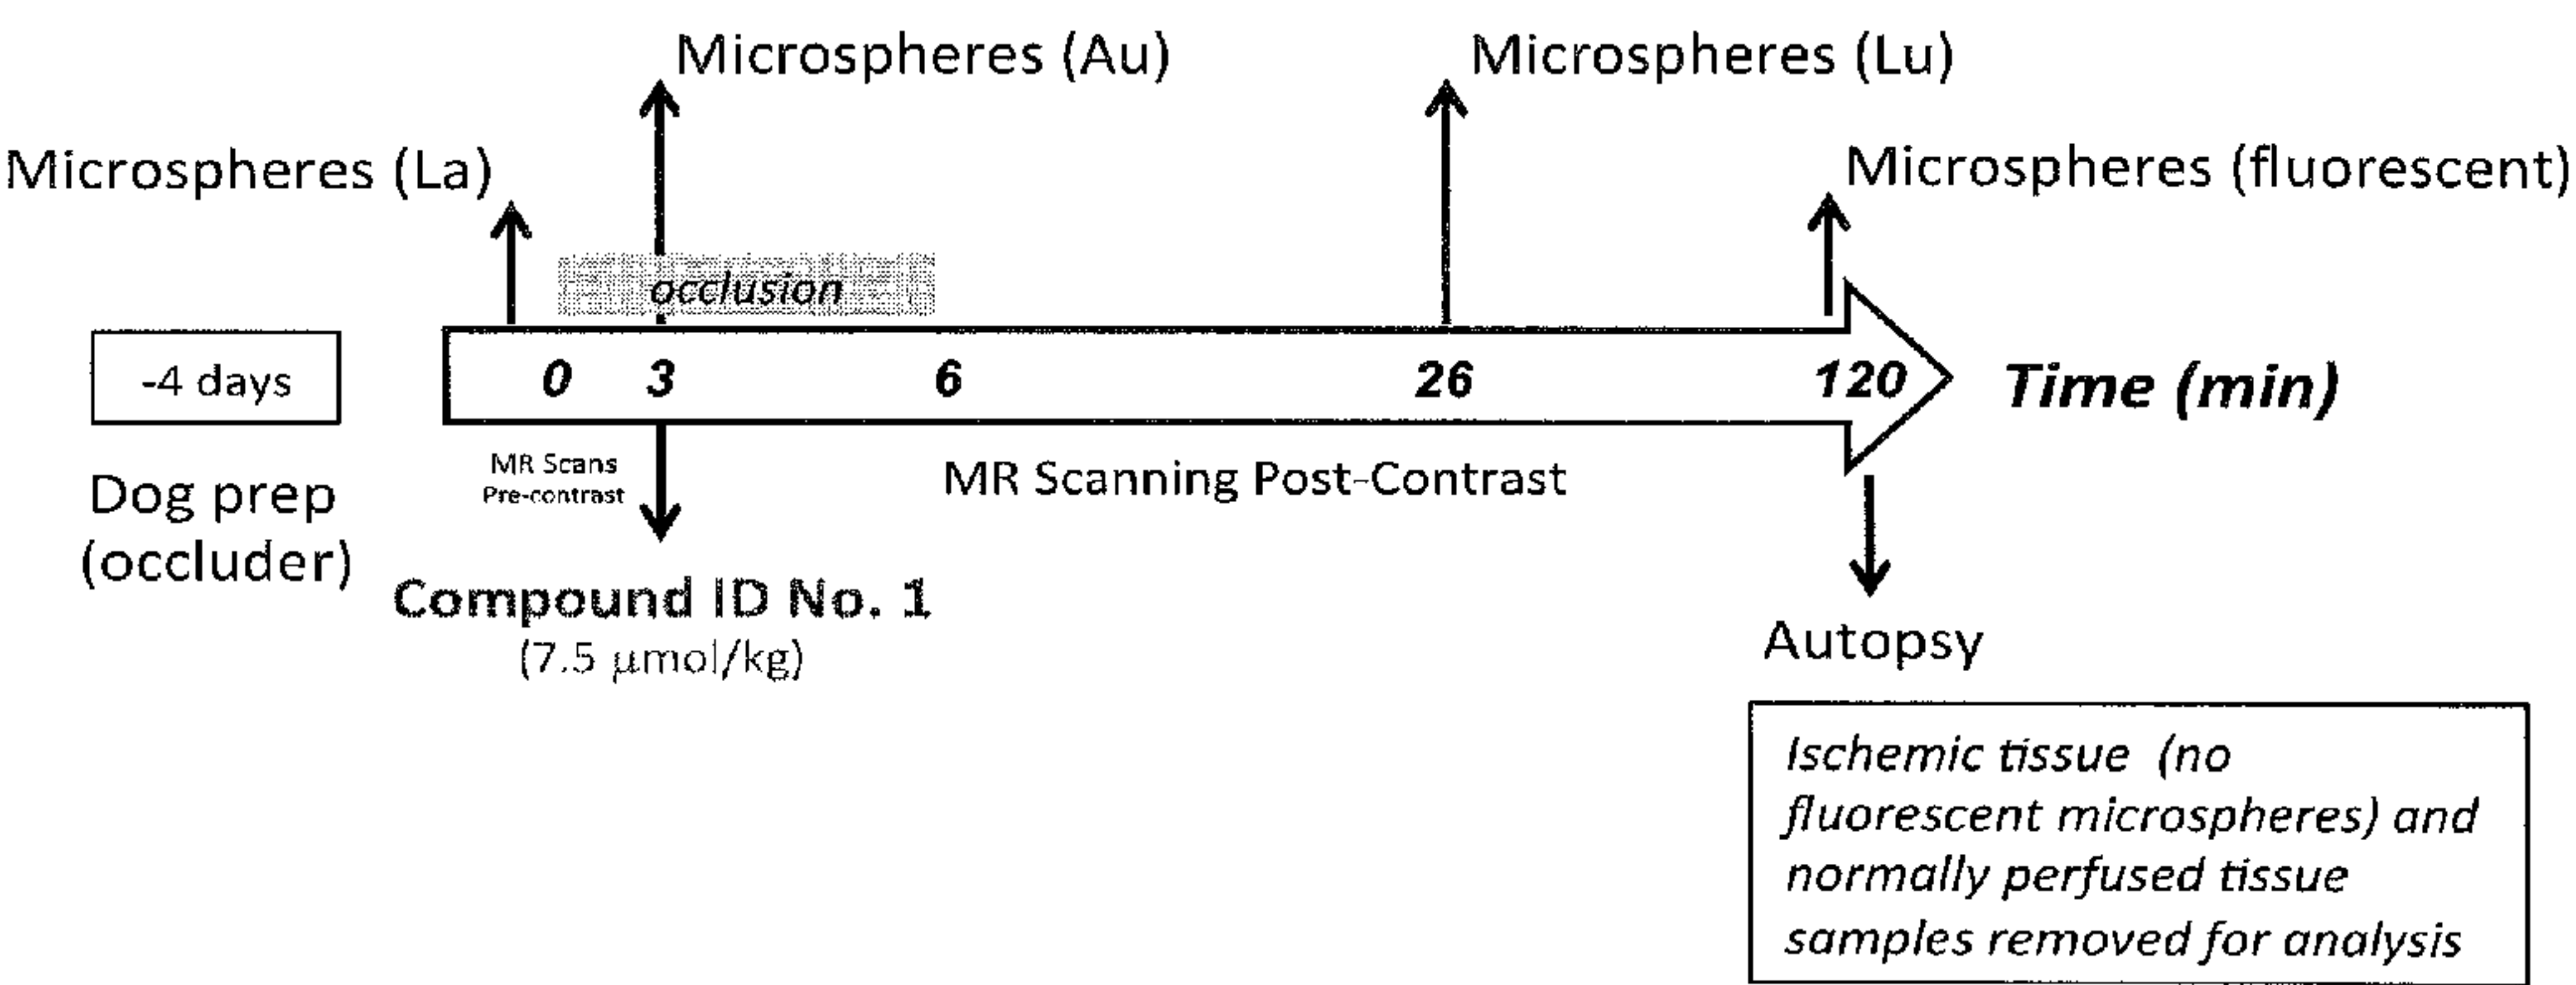 Microspheres (Au)
Microspheres (Lu)
Microspheres (La)
Microspheres (fluorescent)
occlusion
-4 days
0 3 6 26 120
Time (min)
MR Scans
Pre-contrast
MR Scanning Post-Contrast
Dog prep
(occluder)
Compound ID No. 1
(7.5 μmol/kg)
Autopsy
Ischemic tissue (no
fluorescent microspheres) and
normally perfused tissue
samples removed for analysis